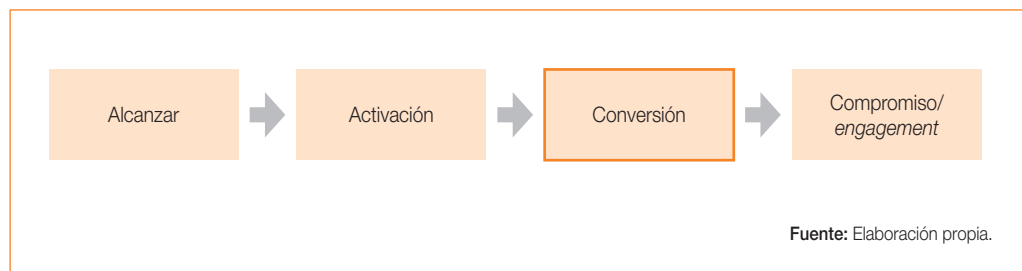 Alcanzar
Activación
Conversión
Compromiso/
engagement
Fuente: Elaboración propia.